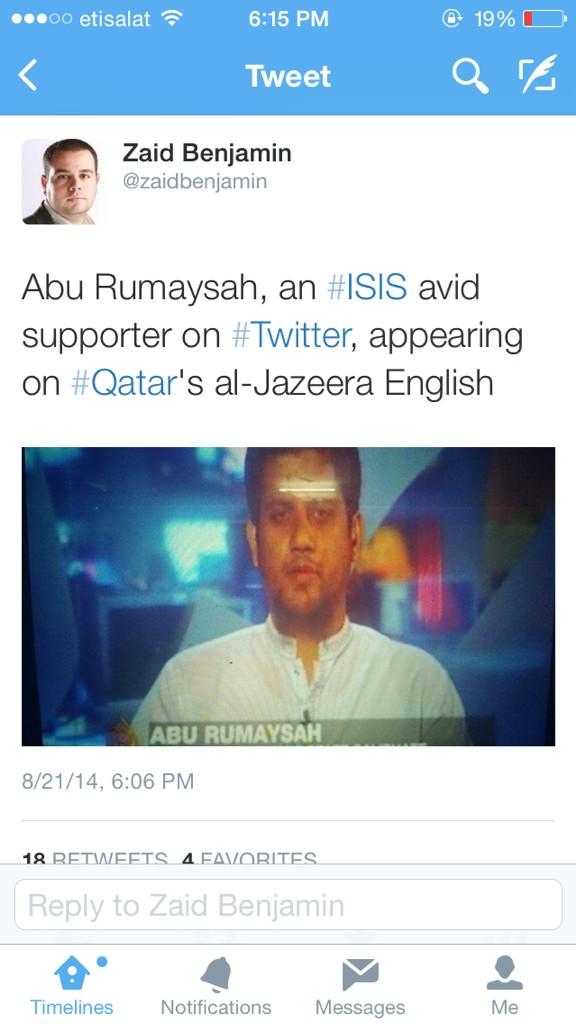 etisalat 6:15 PM 19%
Tweet
Zaid Benjamin
@zaidbenjamin
Abu Rumaysah, an #ISIS avid
supporter on #Twitter, appearing
on #Qatar's al-Jazeera English
ABU RUMAYSAH
8/21/14, 6:06 PM
18 RETWEETS 4 FAVORITES
Reply to Zaid Benjamin
Timelines Notifications Messages Me